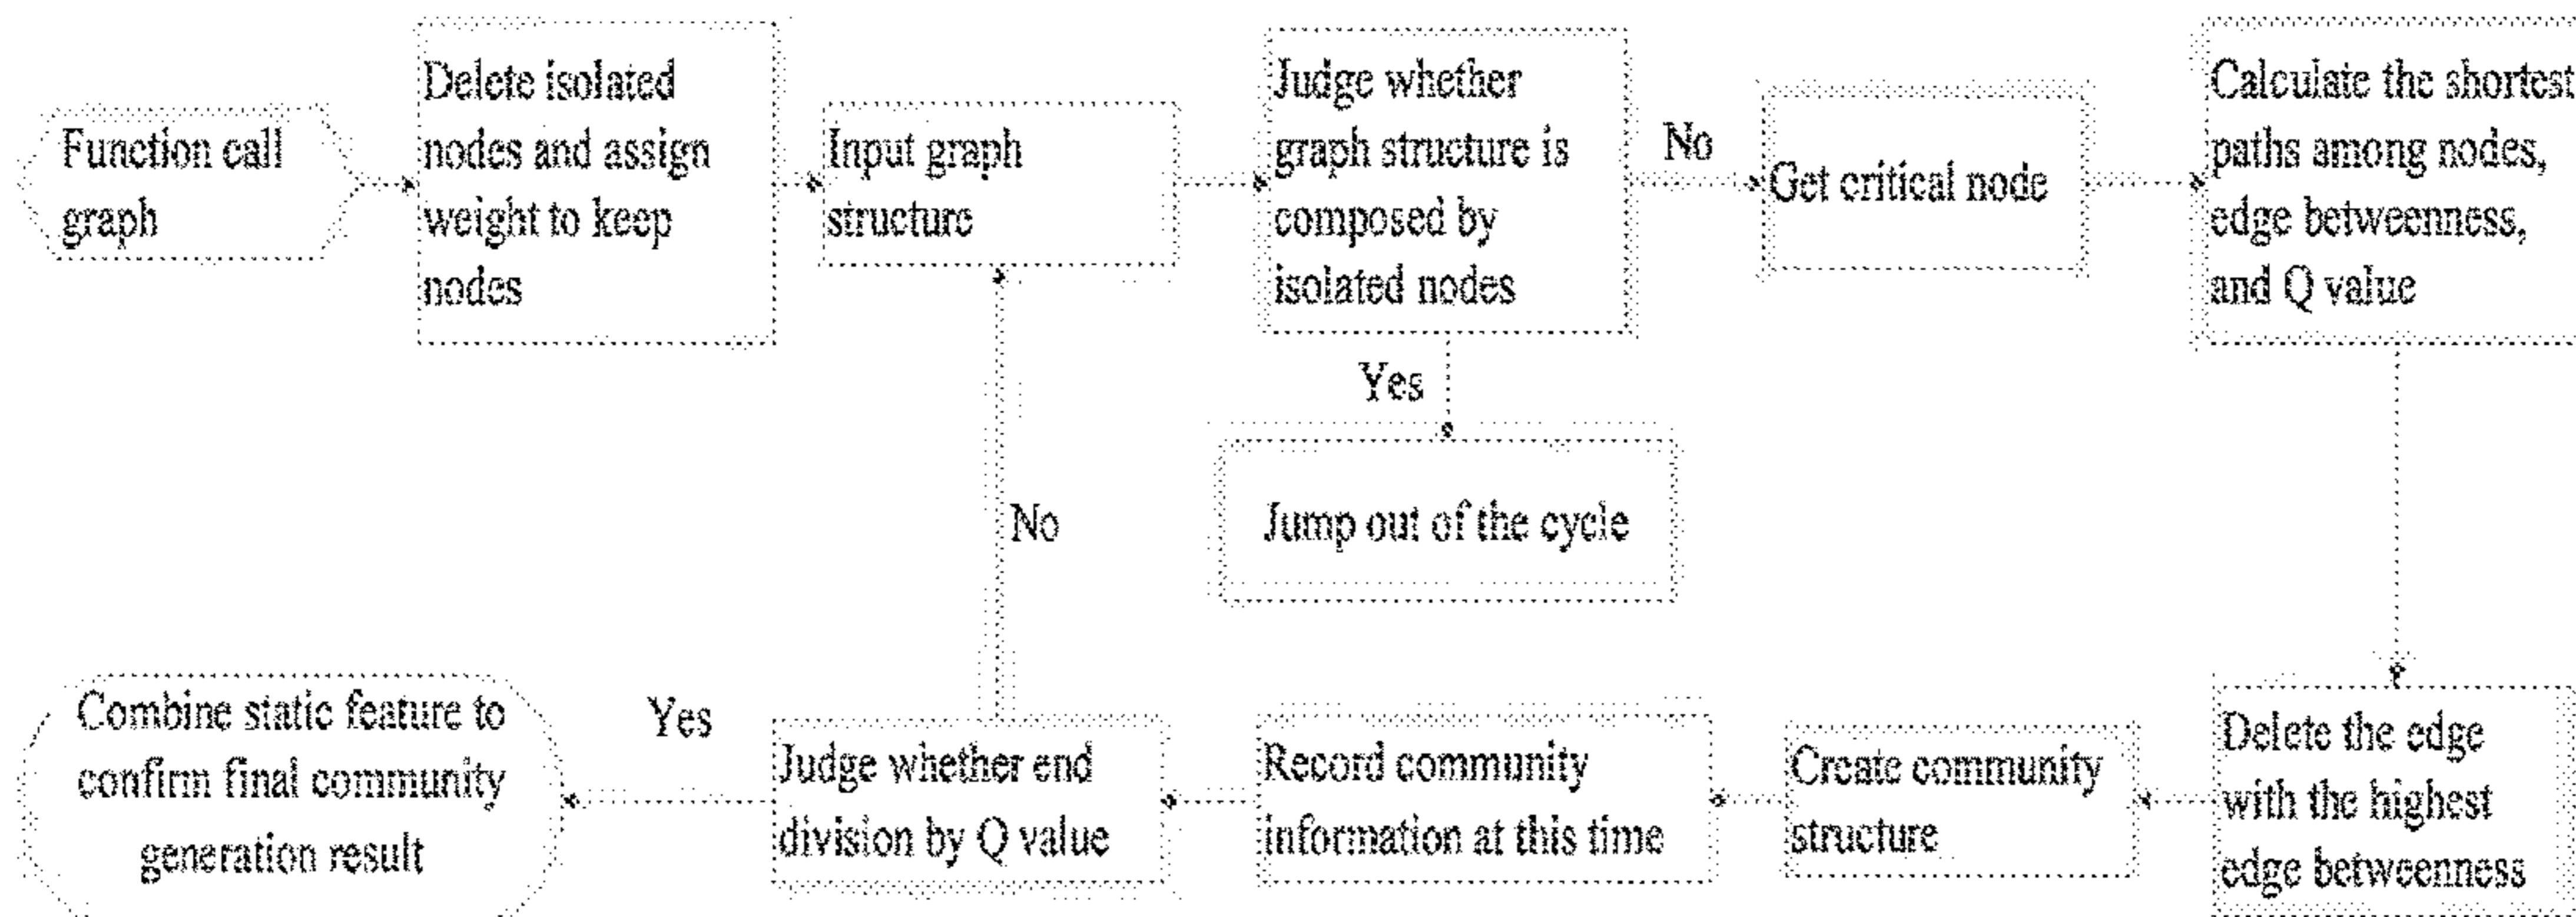 Function call
graph
Delete isolated
nodes and assign
weight to keep
nodes
Input graph
structure
Judge whether
graph structure is
composed by
isolated nodes
No
Get critical node
Calculate the shortest
paths among nodes,
edge betweenness,
and Q value
Yes
Jump out of the cycle
No
Delete the edge
with the highest
edge betweenness
Create community
structure
Record community
information at this time
Judge whether end
division by Q value
Yes
Combine static feature to
confirm final community
generation result